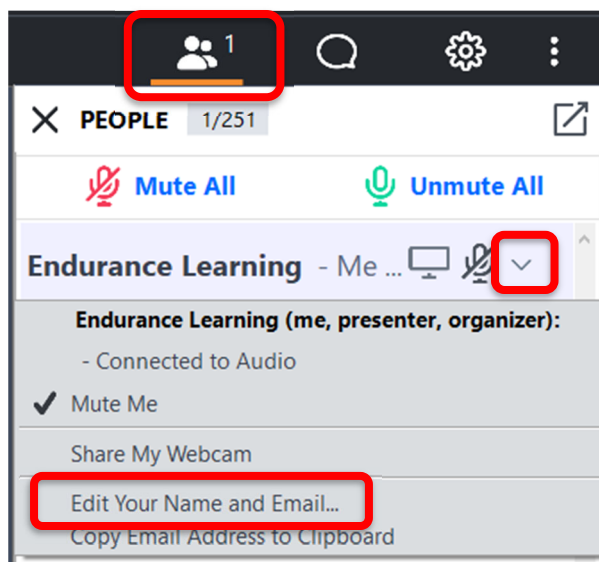 1
PEOPLE 1/251
Mute All Unmute All
Endurance Learning - Me ...
Endurance Learning (me, presenter, organizer):
- Connected to Audio
Mute Me
Share My Webcam
Edit Your Name and Email...
Copy Email Address to Clipboard